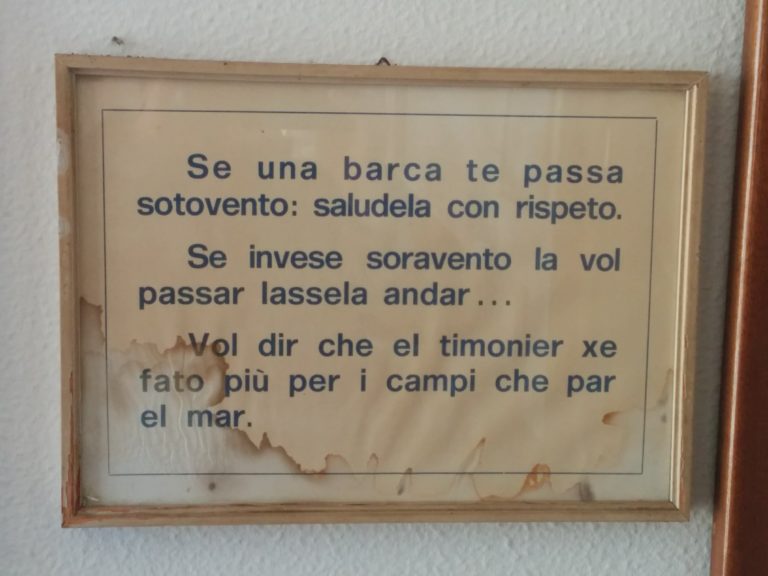 Se una barca te passa
sotovento: saludela con rispeto.
Se invese soravento la vol
passar lassela andar...
Vol dir che el timonier xe
fato più per i campi che par
el mar.